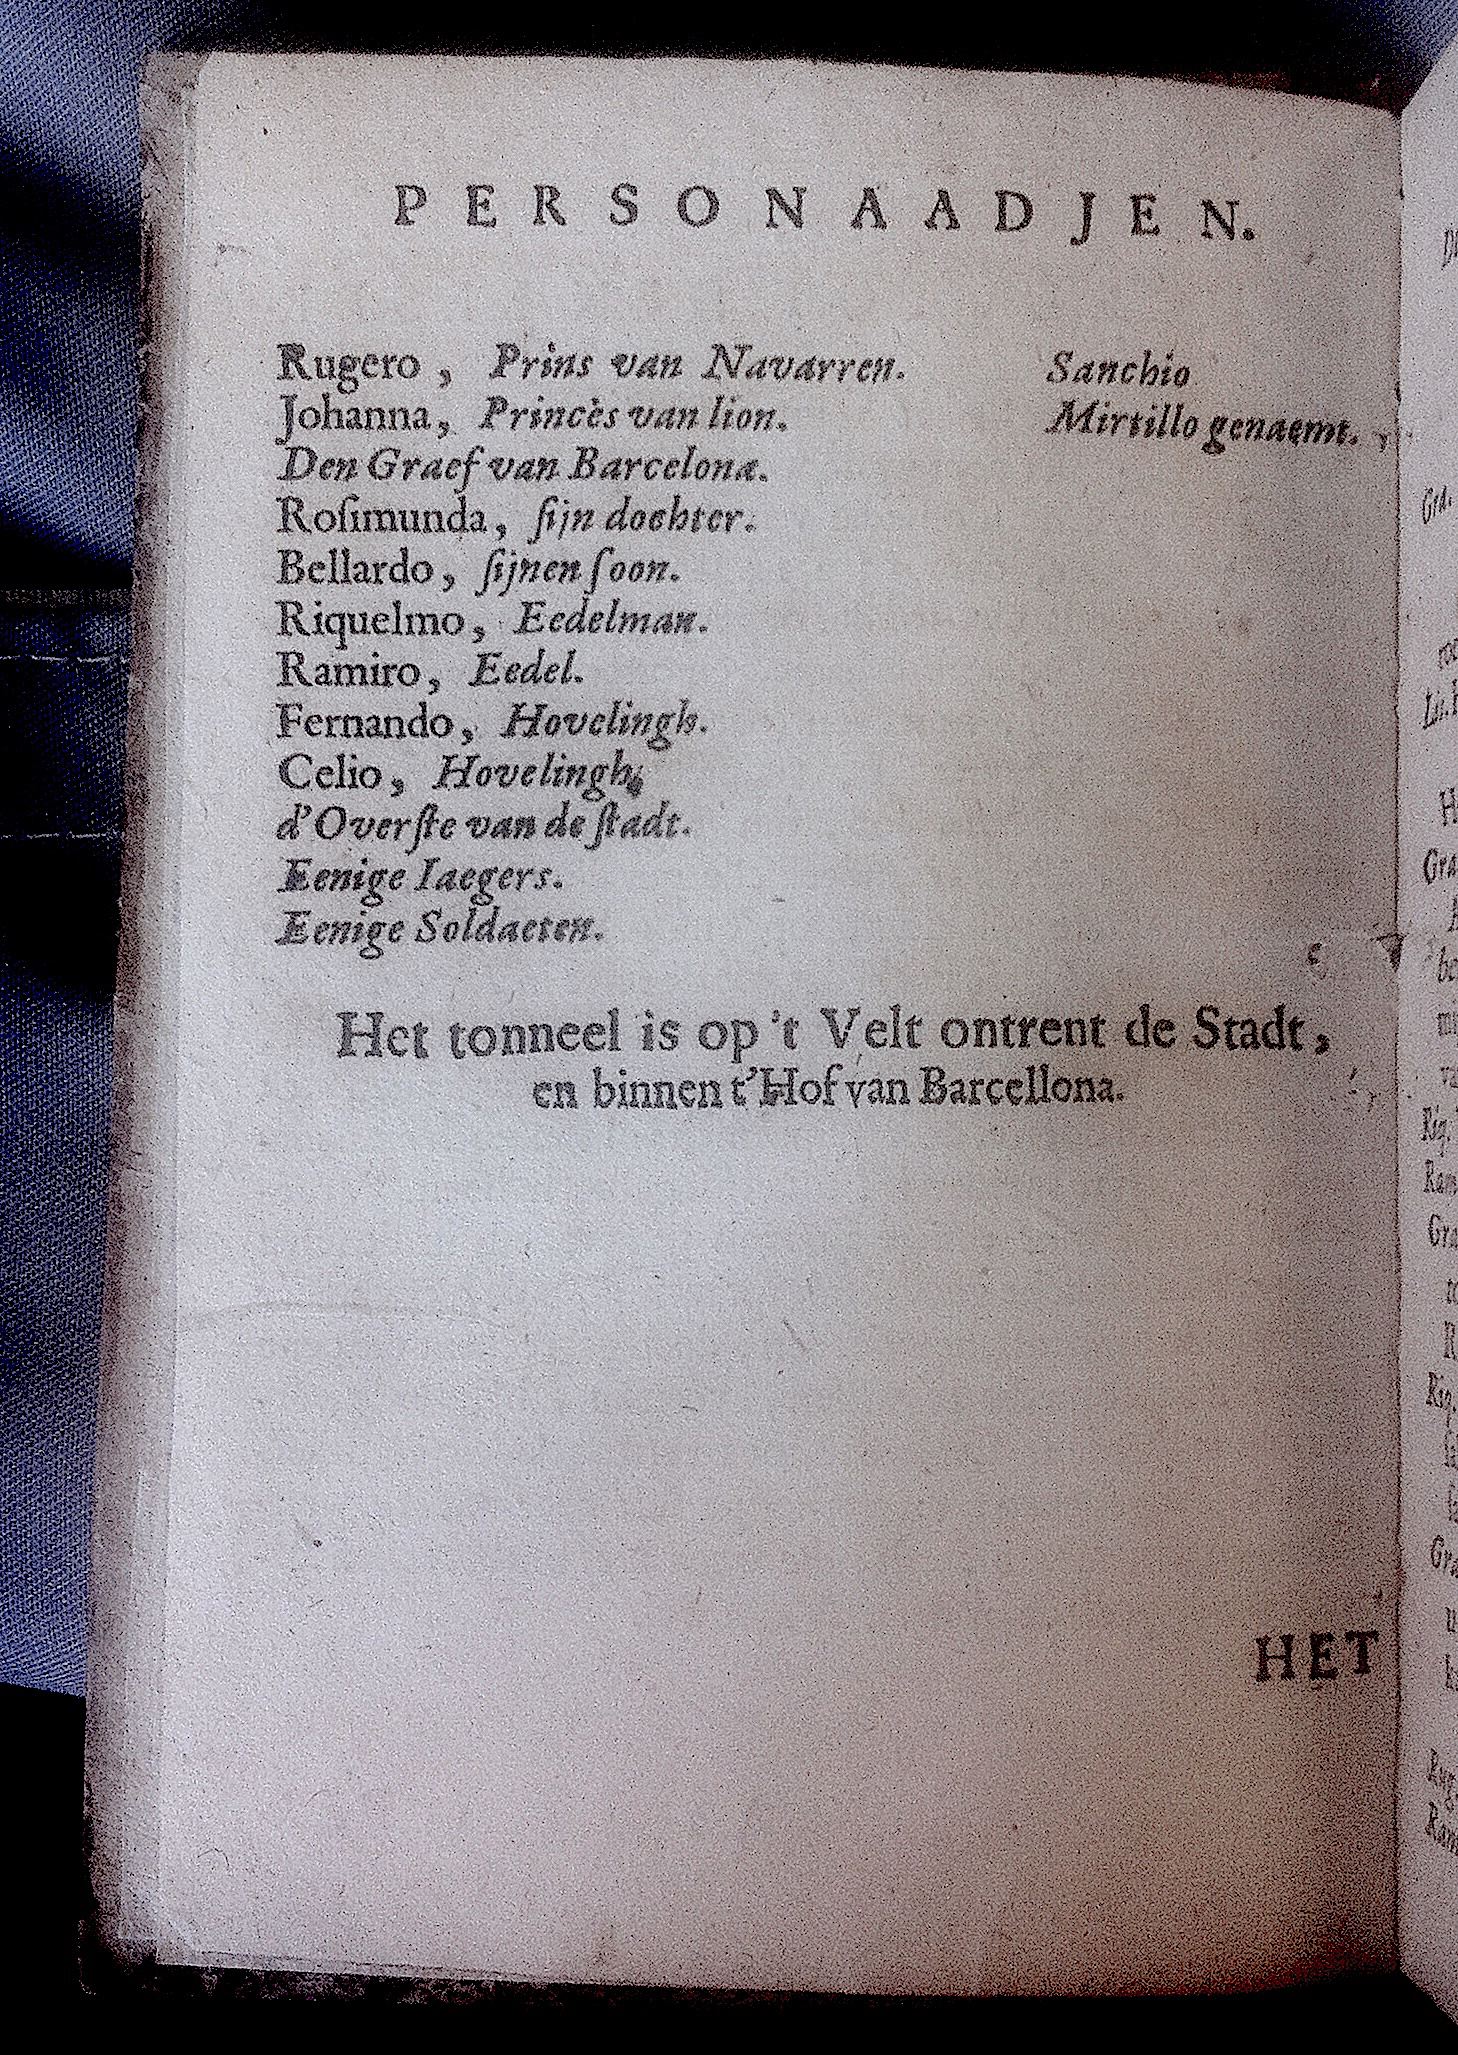 PERSONAADJEN.
Rugero, Prins van Navarren. Sanchio
Johanna, Princès van lion. Mirtillo genaemt.
Den Graef van Barcelona.
Roſimunda, ſijn dochter.
Bellardo, ſijnen ſoon.
Riquelmo, Eedelman.
Ramiro, Eedel.
Fernando, Hovelingh.
Celio, Hovelingh.
d'Overſte van de ſtadt.
Eenige Iaegers.
Eenige Soldaeten.
Het tonneel is op 't Velt ontrent de Stadt,
en binnen t'Hof van Barcellona.
HET